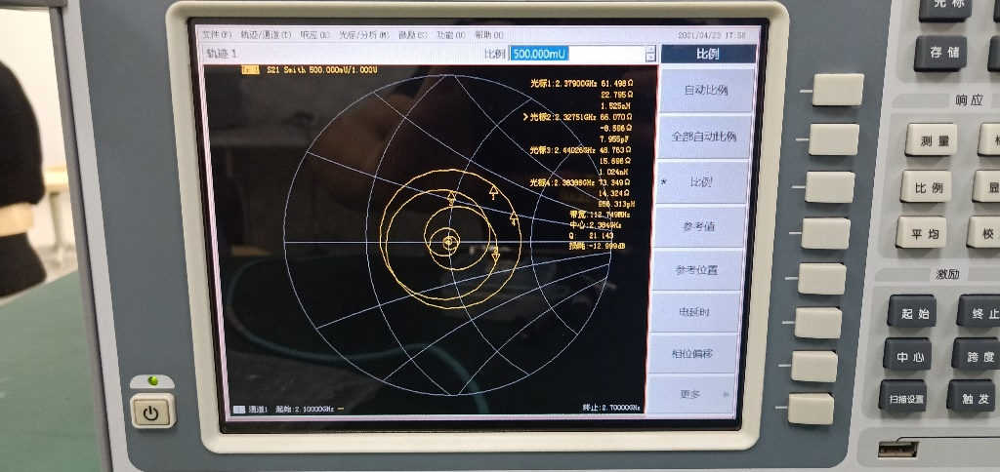 文件(F) 轨迹/通道(T) 响应(R) 光标/分析(M) 激励(S) 功能(U) 帮助(H) 2021/04/23 17:58
轨迹 1 比例 500.000mU 比例
Tr 1 S21 Smith 500.000mU/1.000U
光标1:2.37900GHz 61.498Ω
22.795Ω
1.525nH
>光标2:2.32751GHz 66.070Ω
-8.596Ω
7.955pF
光标3:2.44026GHz 48.763Ω
15.698Ω
1.024nH
光标4:2.38385GHz 73.349Ω
14.324Ω
956.313pH
带宽:112.749MHz
中心:2.384GHz
Q: 21.143
损耗:-12.999dB
自动比例
全部自动比例
* 比例
参考值
参考位置
电延时
相位偏移
更多
1 通道1 起始:2.10000GHz 终止:2.70000GHz
光标
存储
响应
测量
比例
平均
校
激励
起始
终止
中心
跨度
扫描设置
触发